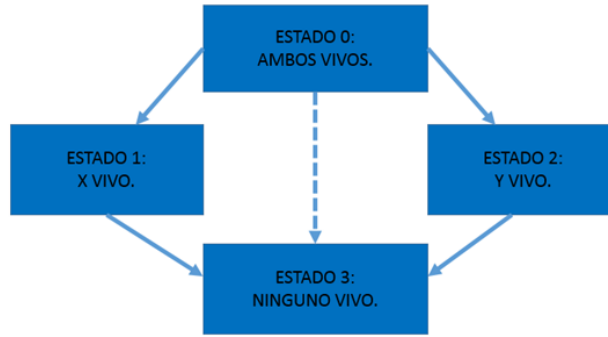 ESTADO 0:
AMBOS VIVOS.
ESTADO 1:
X VIVO.
ESTADO 2:
Y VIVO.
ESTADO 3:
NINGUNO VIVO.